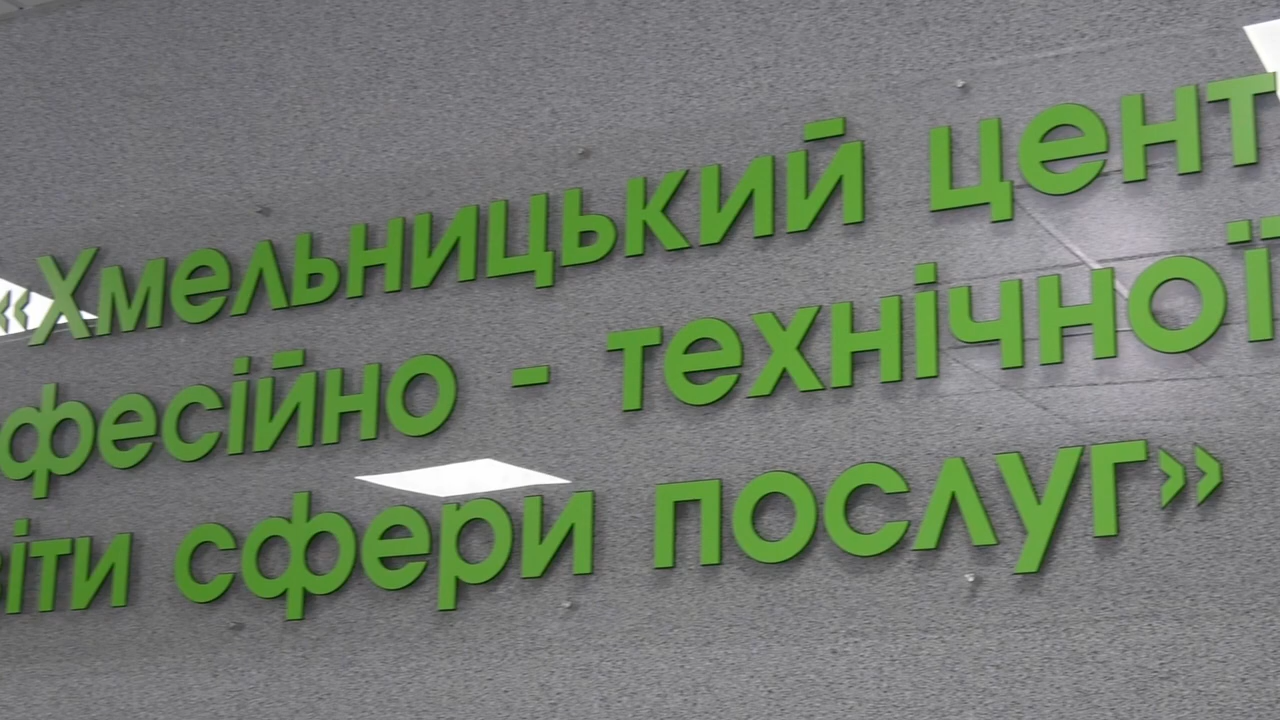 «Хмельницький цент
фесійно - технічної
віти сфери послуг»